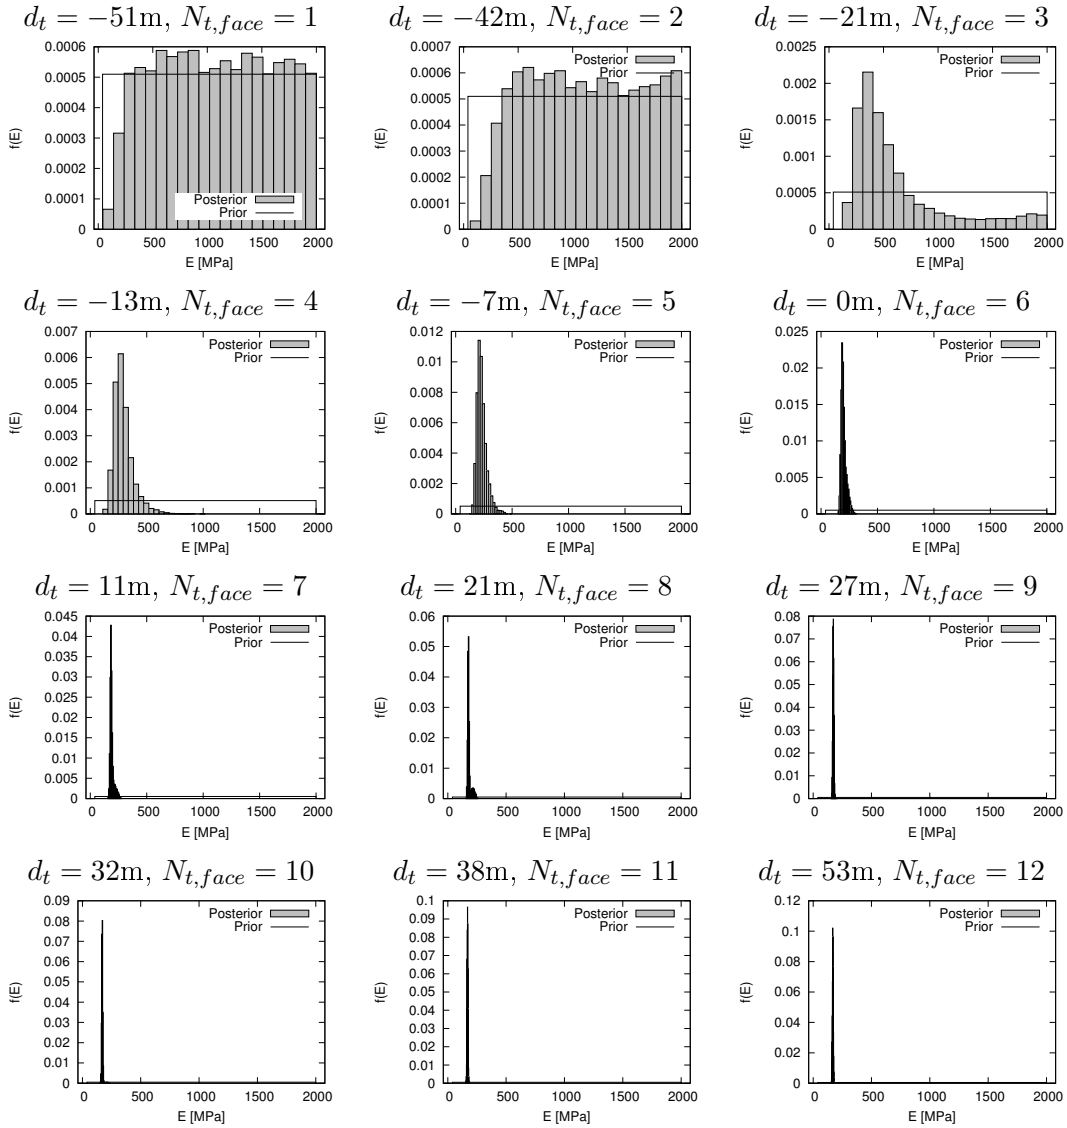 d_t = −51m, N_{t,face} = 1
0.0006
0.0005
0.0004
0.0003
0.0002
0.0001
0
f(E)
Posterior
Prior
0 500 1000 1500 2000
E [MPa]
d_t = −42m, N_{t,face} = 2
0.0007
0.0006
0.0005
0.0004
0.0003
0.0002
0.0001
0
f(E)
Posterior
Prior
0 500 1000 1500 2000
E [MPa]
d_t = −21m, N_{t,face} = 3
0.0025
0.002
0.0015
0.001
0.0005
0
f(E)
Posterior
Prior
0 500 1000 1500 2000
E [MPa]
d_t = −13m, N_{t,face} = 4
0.007
0.006
0.005
0.004
0.003
0.002
0.001
0
f(E)
Posterior
Prior
0 500 1000 1500 2000
E [MPa]
d_t = −7m, N_{t,face} = 5
0.012
0.01
0.008
0.006
0.004
0.002
0
f(E)
Posterior
Prior
0 500 1000 1500 2000
E [MPa]
d_t = 0m, N_{t,face} = 6
0.025
0.02
0.015
0.01
0.005
0
f(E)
Posterior
Prior
0 500 1000 1500 2000
E [MPa]
d_t = 11m, N_{t,face} = 7
0.045
0.04
0.035
0.03
0.025
0.02
0.015
0.01
0.005
0
f(E)
Posterior
Prior
0 500 1000 1500 2000
E [MPa]
d_t = 21m, N_{t,face} = 8
0.06
0.05
0.04
0.03
0.02
0.01
0
f(E)
Posterior
Prior
0 500 1000 1500 2000
E [MPa]
d_t = 27m, N_{t,face} = 9
0.08
0.07
0.06
0.05
0.04
0.03
0.02
0.01
0
f(E)
Posterior
Prior
0 500 1000 1500 2000
E [MPa]
d_t = 32m, N_{t,face} = 10
0.09
0.08
0.07
0.06
0.05
0.04
0.03
0.02
0.01
0
f(E)
Posterior
Prior
0 500 1000 1500 2000
E [MPa]
d_t = 38m, N_{t,face} = 11
0.1
0.09
0.08
0.07
0.06
0.05
0.04
0.03
0.02
0.01
0
f(E)
Posterior
Prior
0 500 1000 1500 2000
E [MPa]
d_t = 53m, N_{t,face} = 12
0.12
0.1
0.08
0.06
0.04
0.02
0
f(E)
Posterior
Prior
0 500 1000 1500 2000
E [MPa]